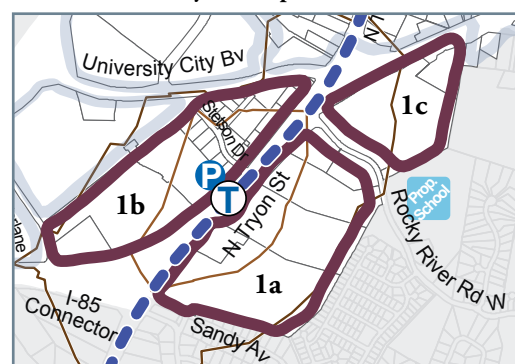 University City Bv
N
Stetson Dr
1c
P
T
Prop.
School
1b
N Tryon St
Rocky River Rd W
1a
rlane
I-85
Connector
Sandy Av